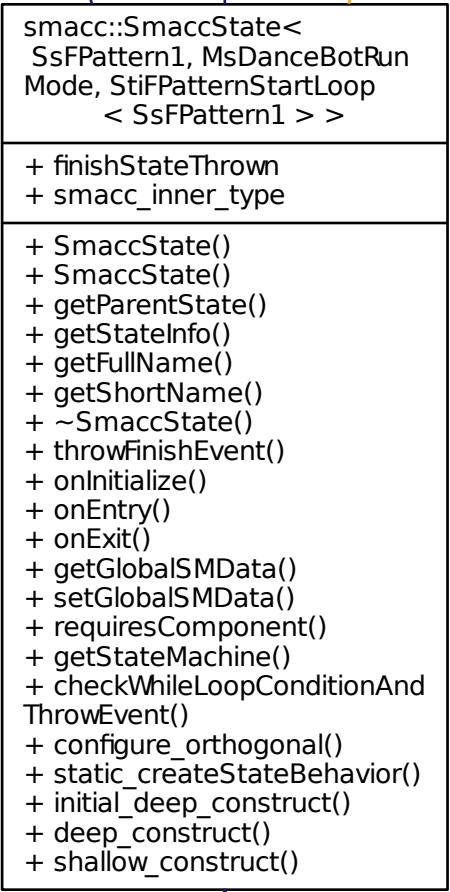 smacc::SmaccState<
SsFPattern1, MsDanceBotRun
Mode, StiFPatternStartLoop
< SsFPattern1 > >
+ finishStateThrown
+ smacc_inner_type
+ SmaccState()
+ SmaccState()
+ getParentState()
+ getStateInfo()
+ getFullName()
+ getShortName()
+ ~SmaccState()
+ throwFinishEvent()
+ onInitialize()
+ onEntry()
+ onExit()
+ getGlobalSMData()
+ setGlobalSMData()
+ requiresComponent()
+ getStateMachine()
+ checkWhileLoopConditionAnd
ThrowEvent()
+ configure_orthogonal()
+ static_createStateBehavior()
+ initial_deep_construct()
+ deep_construct()
+ shallow_construct()